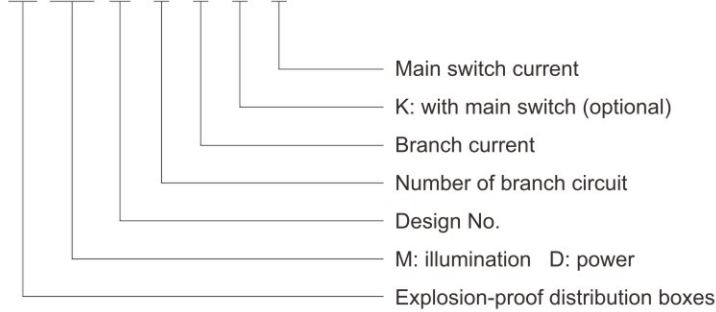 Main switch current
K: with main switch (optional)
Branch current
Number of branch circuit
Design No.
M: illumination D: power
Explosion-proof distribution boxes